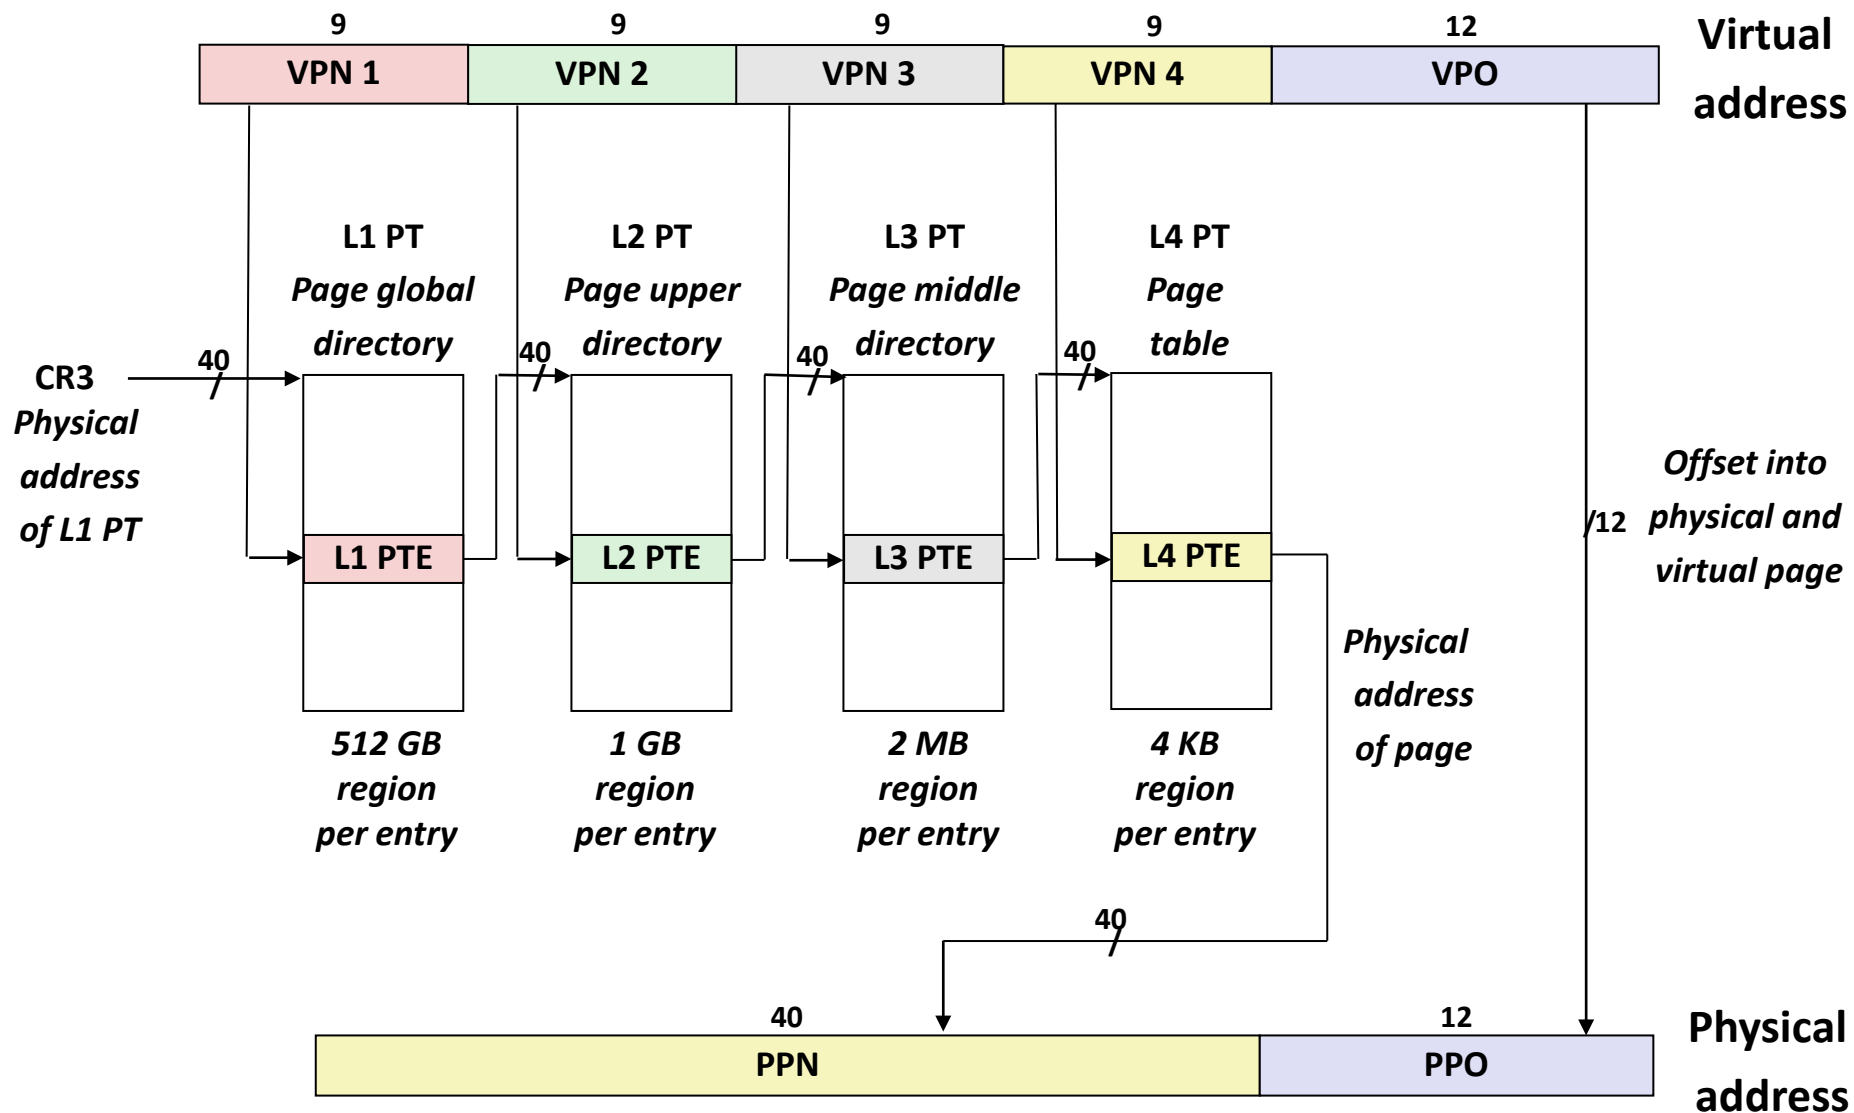 9
9
9
9
12
VPN 1
VPN 2
VPN 3
VPN 4
VPO
Virtual
address
L1 PT
Page global
directory
L2 PT
Page upper
directory
L3 PT
Page middle
directory
L4 PT
Page
table
CR3
Physical
address
of L1 PT
40
40
40
40
L1 PTE
L2 PTE
L3 PTE
L4 PTE
/12
Offset into
physical and
virtual page
512 GB
region
per entry
1 GB
region
per entry
2 MB
region
per entry
4 KB
region
per entry
Physical
address
of page
40
40
12
PPN
PPO
Physical
address